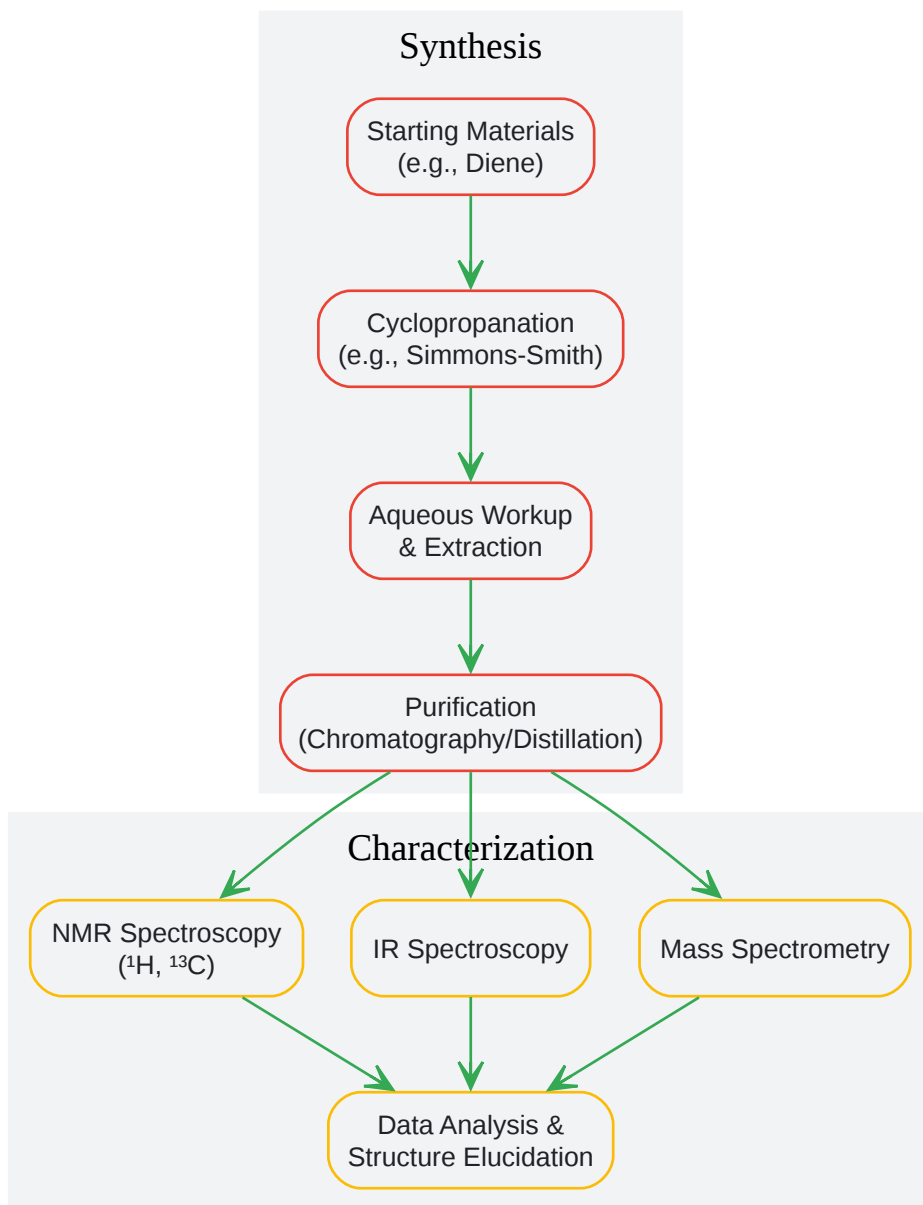 Synthesis
Starting Materials
(e.g., Diene)
Cyclopropanation
(e.g., Simmons-Smith)
Aqueous Workup
& Extraction
Purification
(Chromatography/Distillation)
Characterization
NMR Spectroscopy
(¹H, ¹³C)
IR Spectroscopy
Mass Spectrometry
Data Analysis &
Structure Elucidation